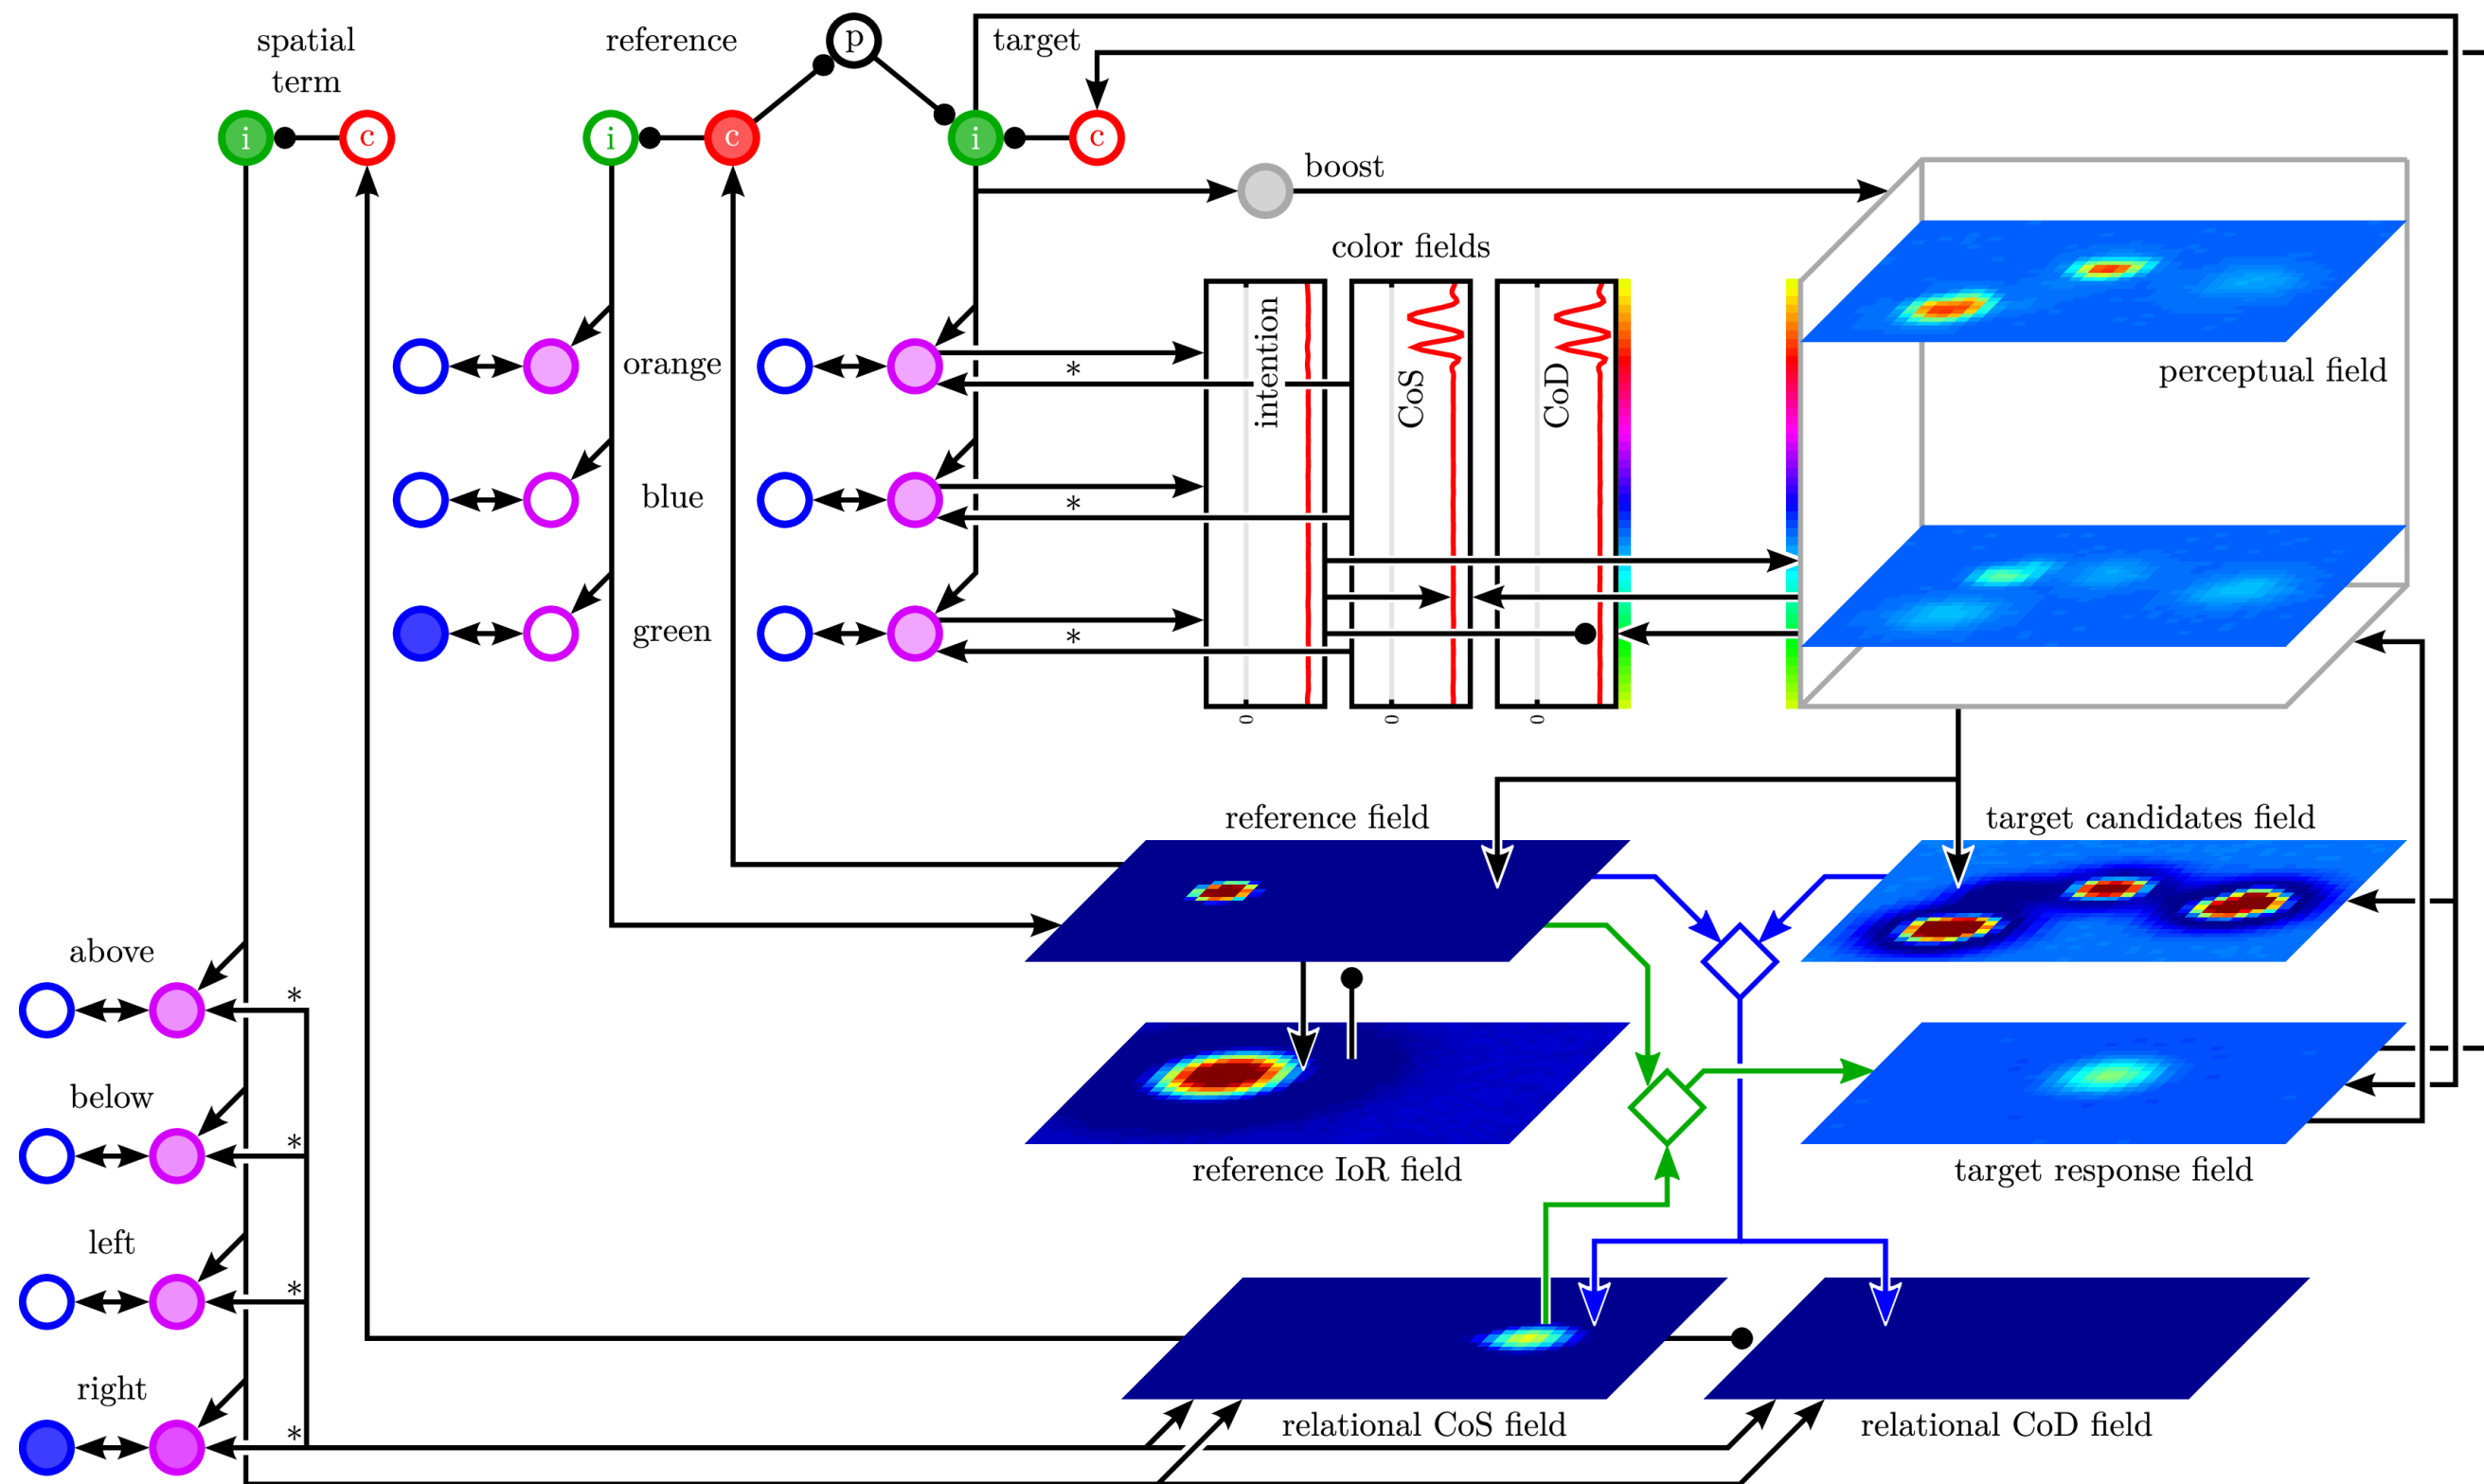 spatial
term
reference
p
target
i
c
i
c
i
c
boost
color fields
intention
CoS
CoD
perceptual field
orange
*
blue
*
green
*
0
0
0
reference field
target candidates field
above
*
below
*
reference IoR field
target response field
left
*
right
*
relational CoS field
relational CoD field